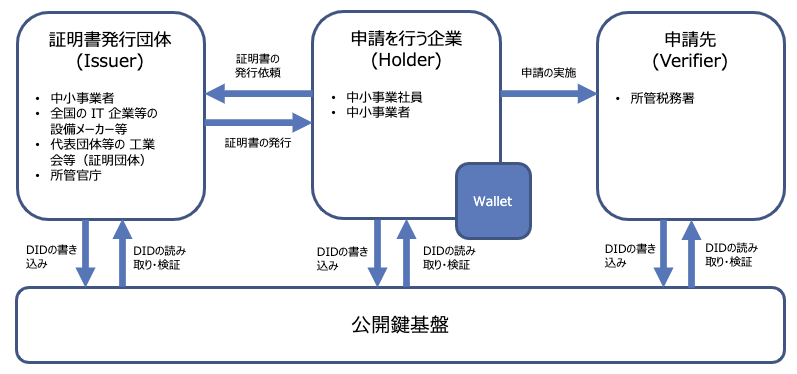 証明書発行団体
(Issuer)
• 中小事業者
• 全国の IT 企業等の
設備メーカー等
• 代表団体等の 工業
会等（証明団体）
• 所管官庁
証明書の
発行依頼
証明書の発行
申請を行う企業
(Holder)
• 中小事業社員
• 中小事業者
Wallet
申請の実施
申請先
(Verifier)
• 所管税務署
DIDの書き
込み
DIDの読み
取り・検証
DIDの書き
込み
DIDの読み
取り・検証
DIDの書き
込み
DIDの読み
取り・検証
公開鍵基盤